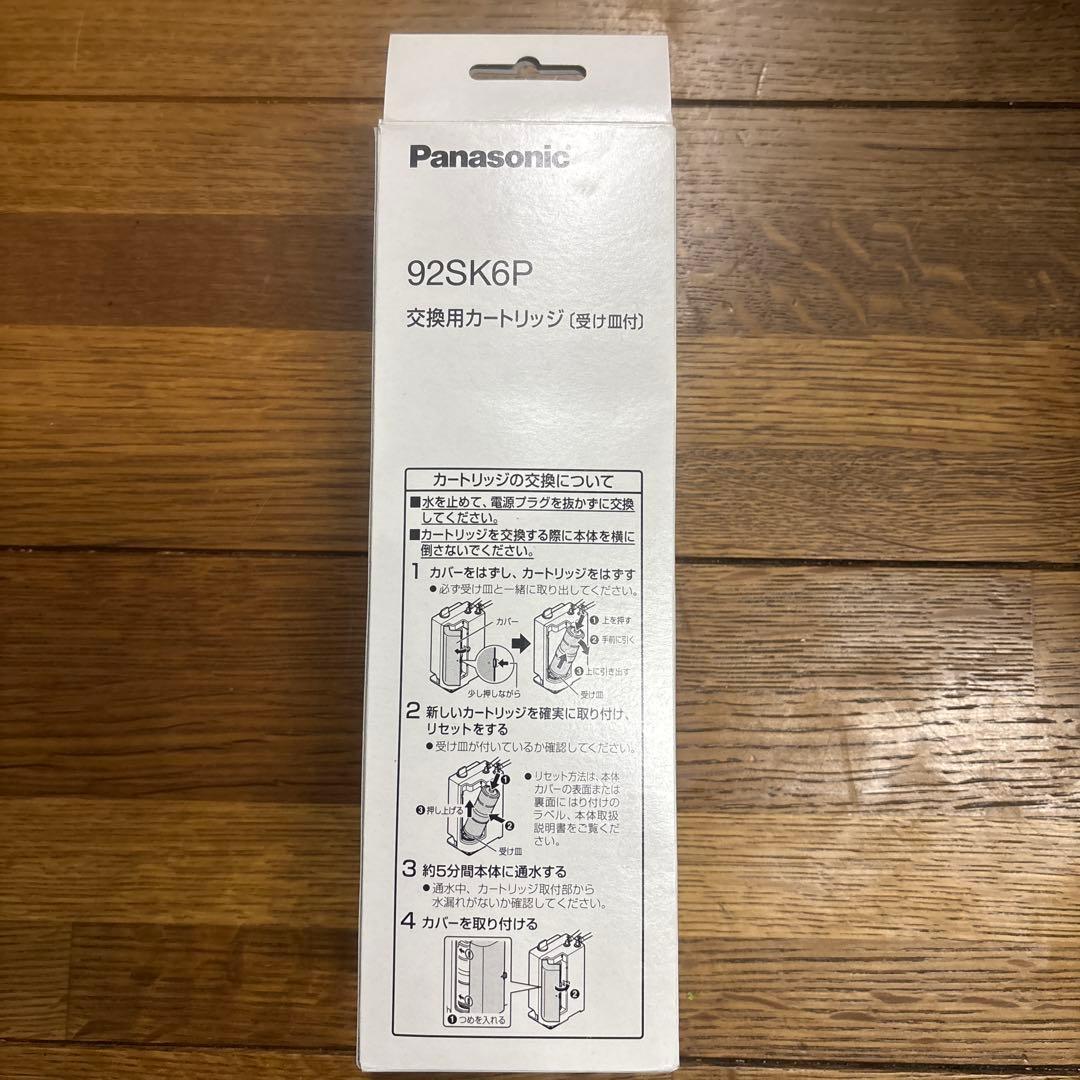 Panasonic
92SK6P
交換用カートリッジ〔受け皿付〕
カートリッジの交換について
■水を止めて、電源プラグを抜かずに交換
してください。
■カートリッジを交換する際に本体を横に
倒さないでください。
1 カバーをはずし、カートリッジをはずす
●必ず受け皿と一緒に取り出してください。
カバー
少し押しながら
❶ 上を押す
❷ 手前に引く
❸ 上に引き出す
受け皿
2 新しいカートリッジを確実に取り付け、
リセットをする
●受け皿が付いているか確認してください。
❶
❸押し上げる
❷
受け皿
●リセット方法は、本体
カバーの表面または
裏面にはり付けの
ラベル、本体取扱
説明書をご覧くだ
さい。
3 約5分間本体に通水する
●通水中、カートリッジ取付部から
水漏れがないか確認してください。
4 カバーを取り付ける
❶つめを入れる
❷